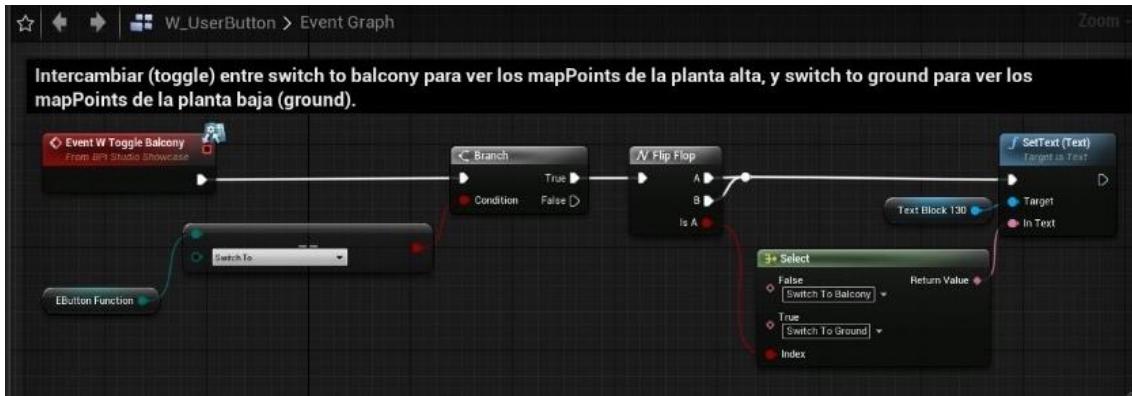 W_UserButton > Event Graph
Zoom -
Intercambiar (toggle) entre switch to balcony para ver los mapPoints de la planta alta, y switch to ground para ver los
mapPoints de la planta baja (ground).
Event W Toggle Balcony
From BPI Studio Showcase
Branch
True
Condition
False
Flip Flop
A
B
Is A
SetText (Text)
Target is Text
Target
In Text
Text Block 130
==
Switch To
EButton Function
Select
False
Switch To Balcony
Return Value
True
Switch To Ground
Index